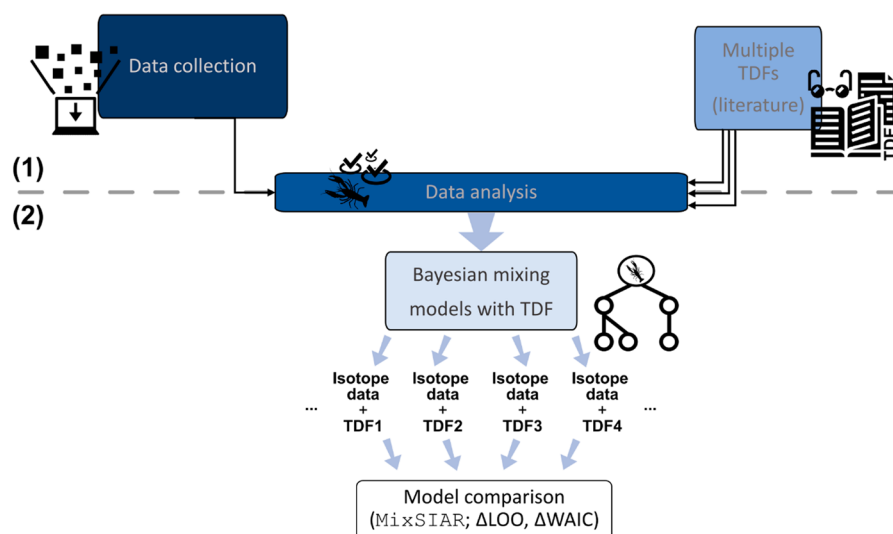 Data collection
Multiple
TDFs
(literature)
TDF
(1)
(2)
Data analysis
Bayesian mixing
models with TDF
Isotope
data
+
TDF1
Isotope
data
+
TDF2
Isotope
data
+
TDF3
Isotope
data
+
TDF4
...
...
Model comparison
(MixSIAR; ΔLOO, ΔWAIC)